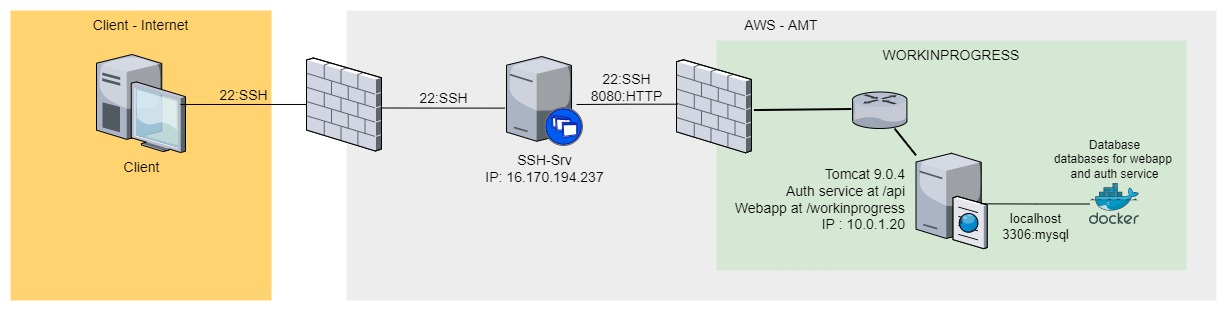 Client - Internet
AWS - AMT
WORKINPROGRESS
22:SSH
22:SSH
22:SSH
8080:HTTP
Client
SSH-Srv
IP: 16.170.194.237
Tomcat 9.0.4
Auth service at /api
Webapp at /workinprogress
IP : 10.0.1.20
Database
databases for webapp
and auth service
docker
localhost
3306:mysql